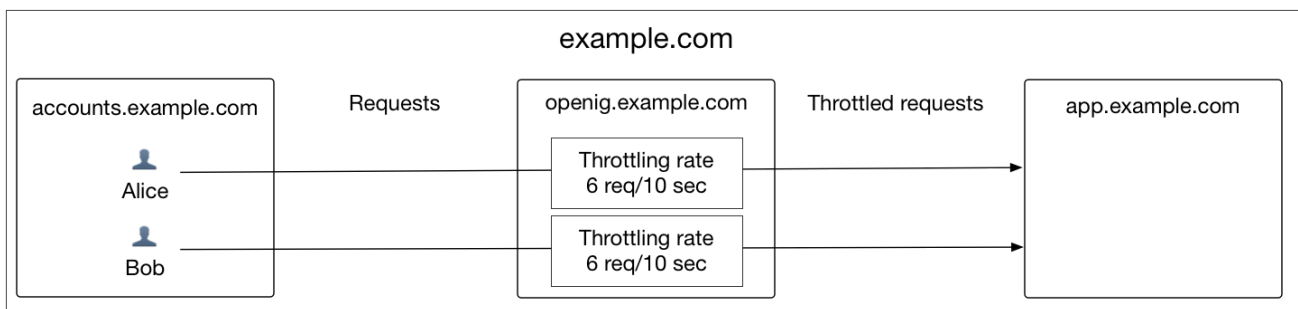 example.com
accounts.example.com
Requests
openig.example.com
Throttled requests
app.example.com
Alice
Throttling rate
6 req/10 sec
Bob
Throttling rate
6 req/10 sec